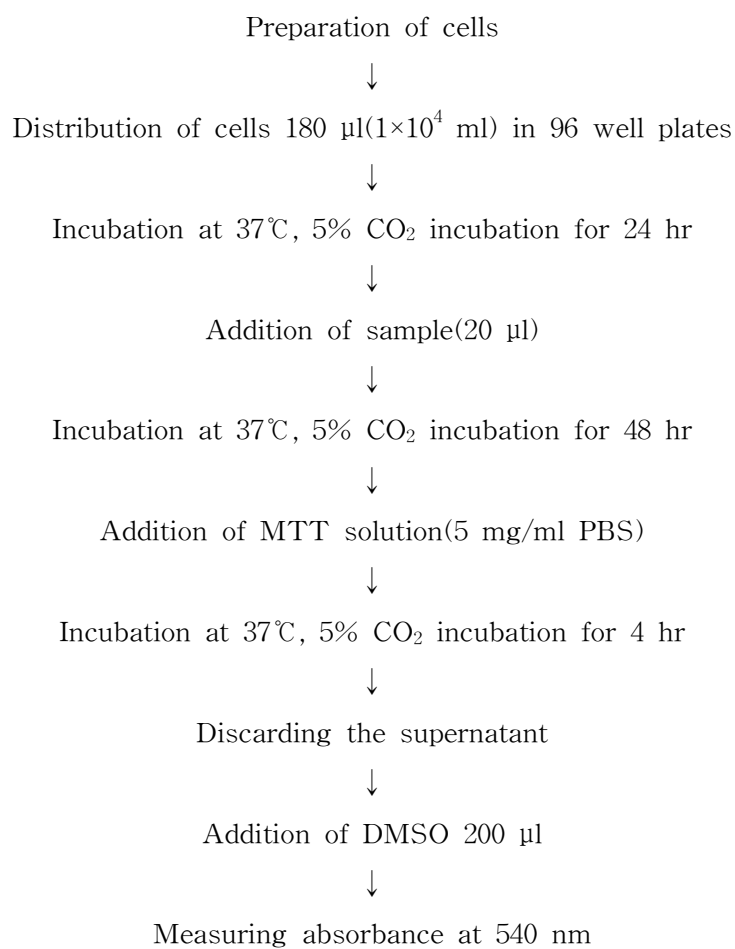 Preparation of cells
↓
Distribution of cells 180 μl(1×10⁴ ml) in 96 well plates
↓
Incubation at 37℃, 5% CO₂ incubation for 24 hr
↓
Addition of sample(20 μl)
↓
Incubation at 37℃, 5% CO₂ incubation for 48 hr
↓
Addition of MTT solution(5 mg/ml PBS)
↓
Incubation at 37℃, 5% CO₂ incubation for 4 hr
↓
Discarding the supernatant
↓
Addition of DMSO 200 μl
↓
Measuring absorbance at 540 nm